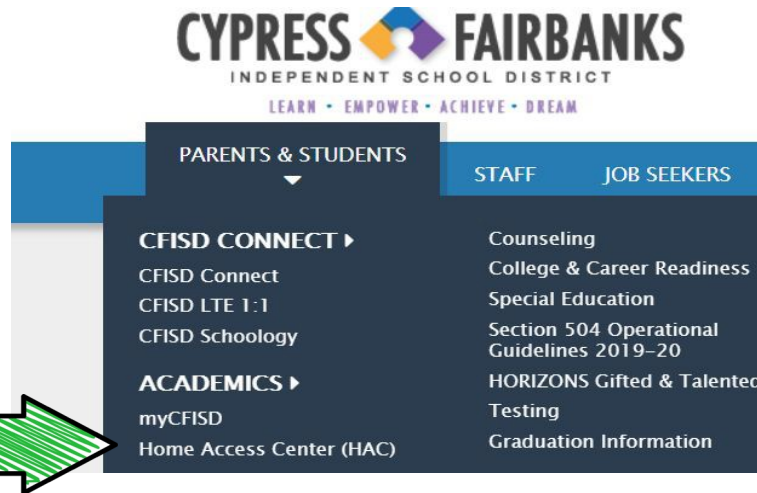 CYPRESS FAIRBANKS
INDEPENDENT SCHOOL DISTRICT
LEARN • EMPOWER • ACHIEVE • DREAM
PARENTS & STUDENTS
STAFF
JOB SEEKERS
CFISD CONNECT
CFISD Connect
CFISD LTE 1:1
CFISD Schoology
ACADEMICS
myCFISD
Home Access Center (HAC)
Counseling
College & Career Readiness
Special Education
Section 504 Operational
Guidelines 2019-20
HORIZONS Gifted & Talented
Testing
Graduation Information